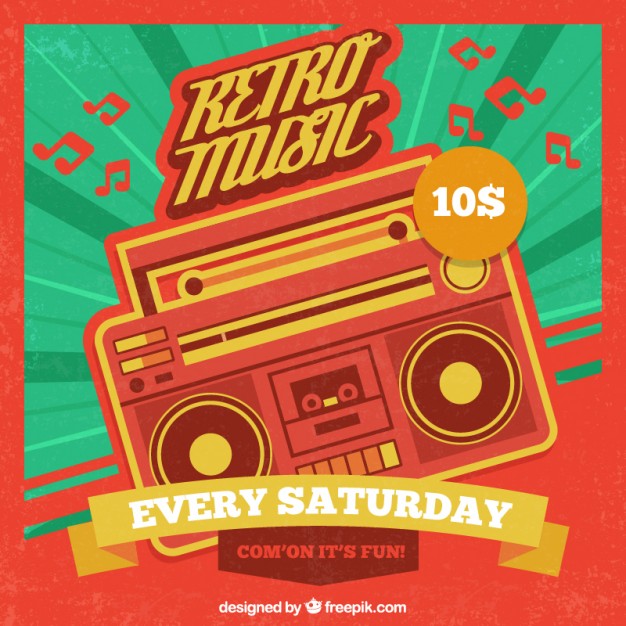 RETRO
MUSIC
10$
EVERY SATURDAY
COM'ON IT'S FUN!
designed by freepik.com